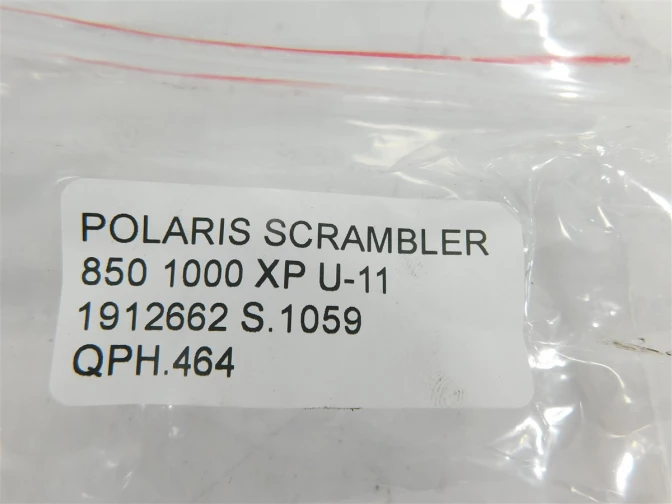 POLARIS SCRAMBLER
850 1000 XP U-11
1912662 S.1059
QPH.464